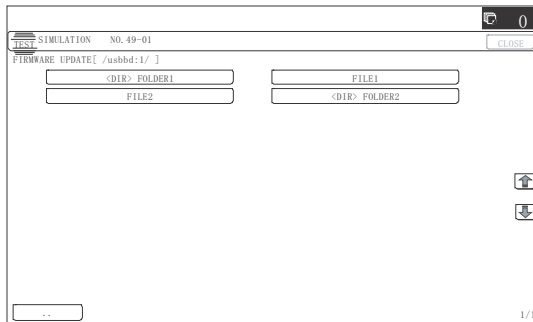 0
TEST SIMULATION NO.49-01 CLOSE
FIRMWARE UPDATE[ /usbbd:1/ ]
<DIR> FOLDER1 FILE1
FILE2 <DIR> FOLDER2
.. 1/1